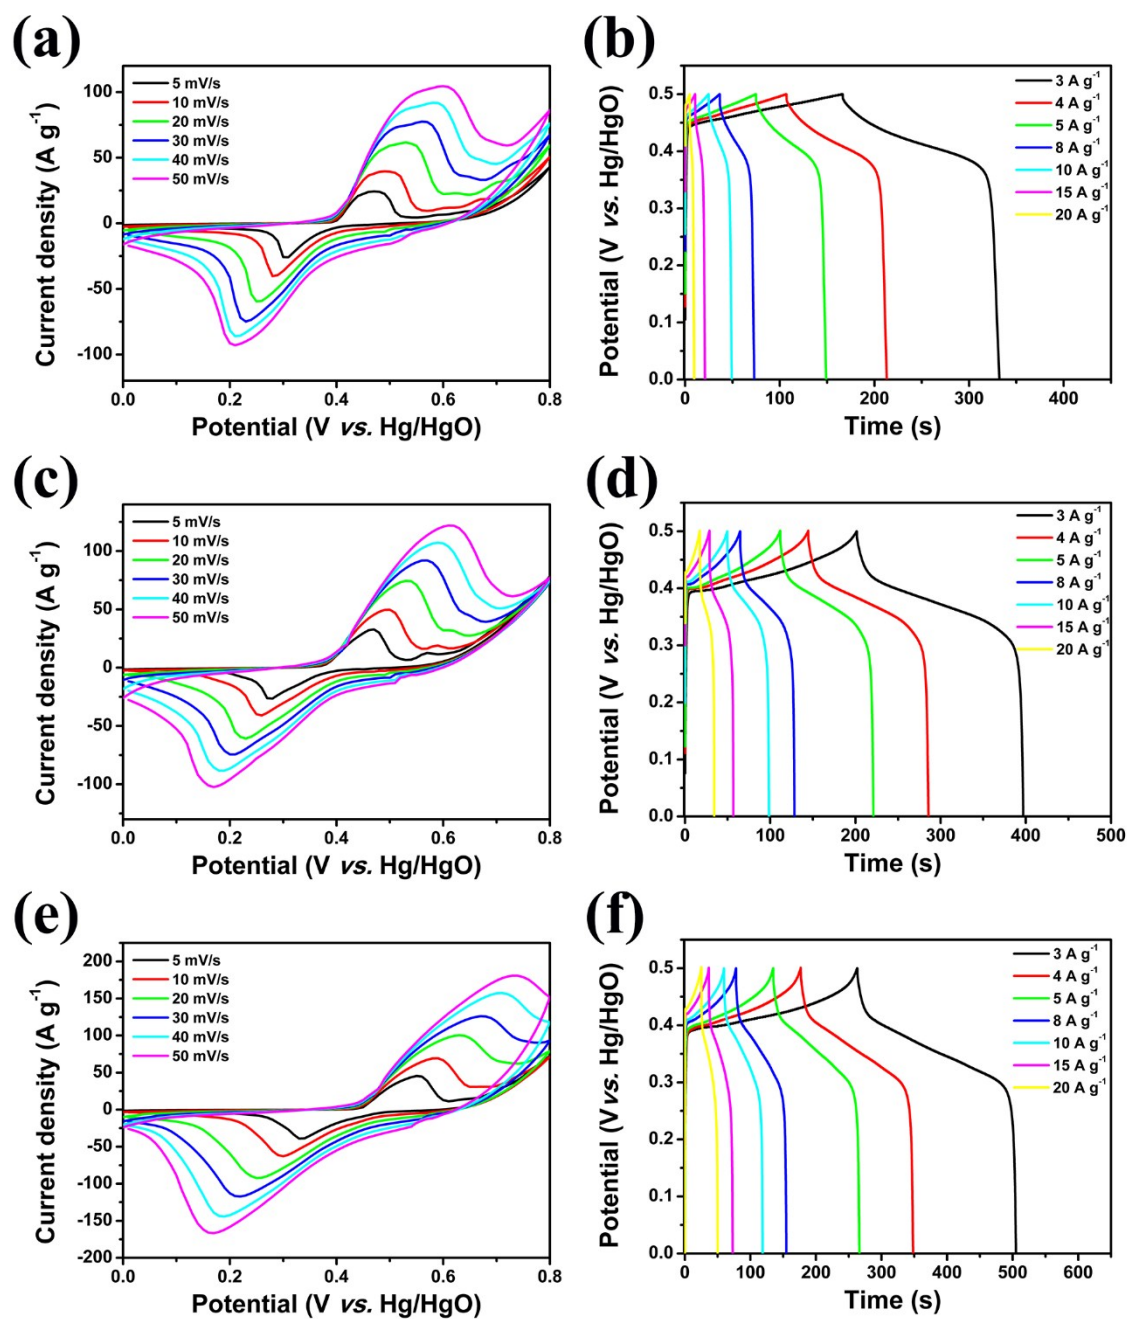 (a)
5 mV/s
10 mV/s
20 mV/s
30 mV/s
40 mV/s
50 mV/s
100
50
0
-50
-100
0.0 0.2 0.4 0.6 0.8
Current density (A g⁻¹)
Potential (V vs. Hg/HgO)
(b)
3 A g⁻¹
4 A g⁻¹
5 A g⁻¹
8 A g⁻¹
10 A g⁻¹
15 A g⁻¹
20 A g⁻¹
0.5
0.4
0.3
0.2
0.1
0.0
0 100 200 300 400
Potential (V vs. Hg/HgO)
Time (s)
(c)
5 mV/s
10 mV/s
20 mV/s
30 mV/s
40 mV/s
50 mV/s
100
50
0
-50
-100
0.0 0.2 0.4 0.6 0.8
Current density (A g⁻¹)
Potential (V vs. Hg/HgO)
(d)
3 A g⁻¹
4 A g⁻¹
5 A g⁻¹
8 A g⁻¹
10 A g⁻¹
15 A g⁻¹
20 A g⁻¹
0.5
0.4
0.3
0.2
0.1
0.0
0 100 200 300 400 500
Potential (V vs. Hg/HgO)
Time (s)
(e)
5 mV/s
10 mV/s
20 mV/s
30 mV/s
40 mV/s
50 mV/s
200
150
100
50
0
-50
-100
-150
-200
0.0 0.2 0.4 0.6 0.8
Current density (A g⁻¹)
Potential (V vs. Hg/HgO)
(f)
3 A g⁻¹
4 A g⁻¹
5 A g⁻¹
8 A g⁻¹
10 A g⁻¹
15 A g⁻¹
20 A g⁻¹
0.5
0.4
0.3
0.2
0.1
0.0
0 100 200 300 400 500 600
Potential (V vs. Hg/HgO)
Time (s)